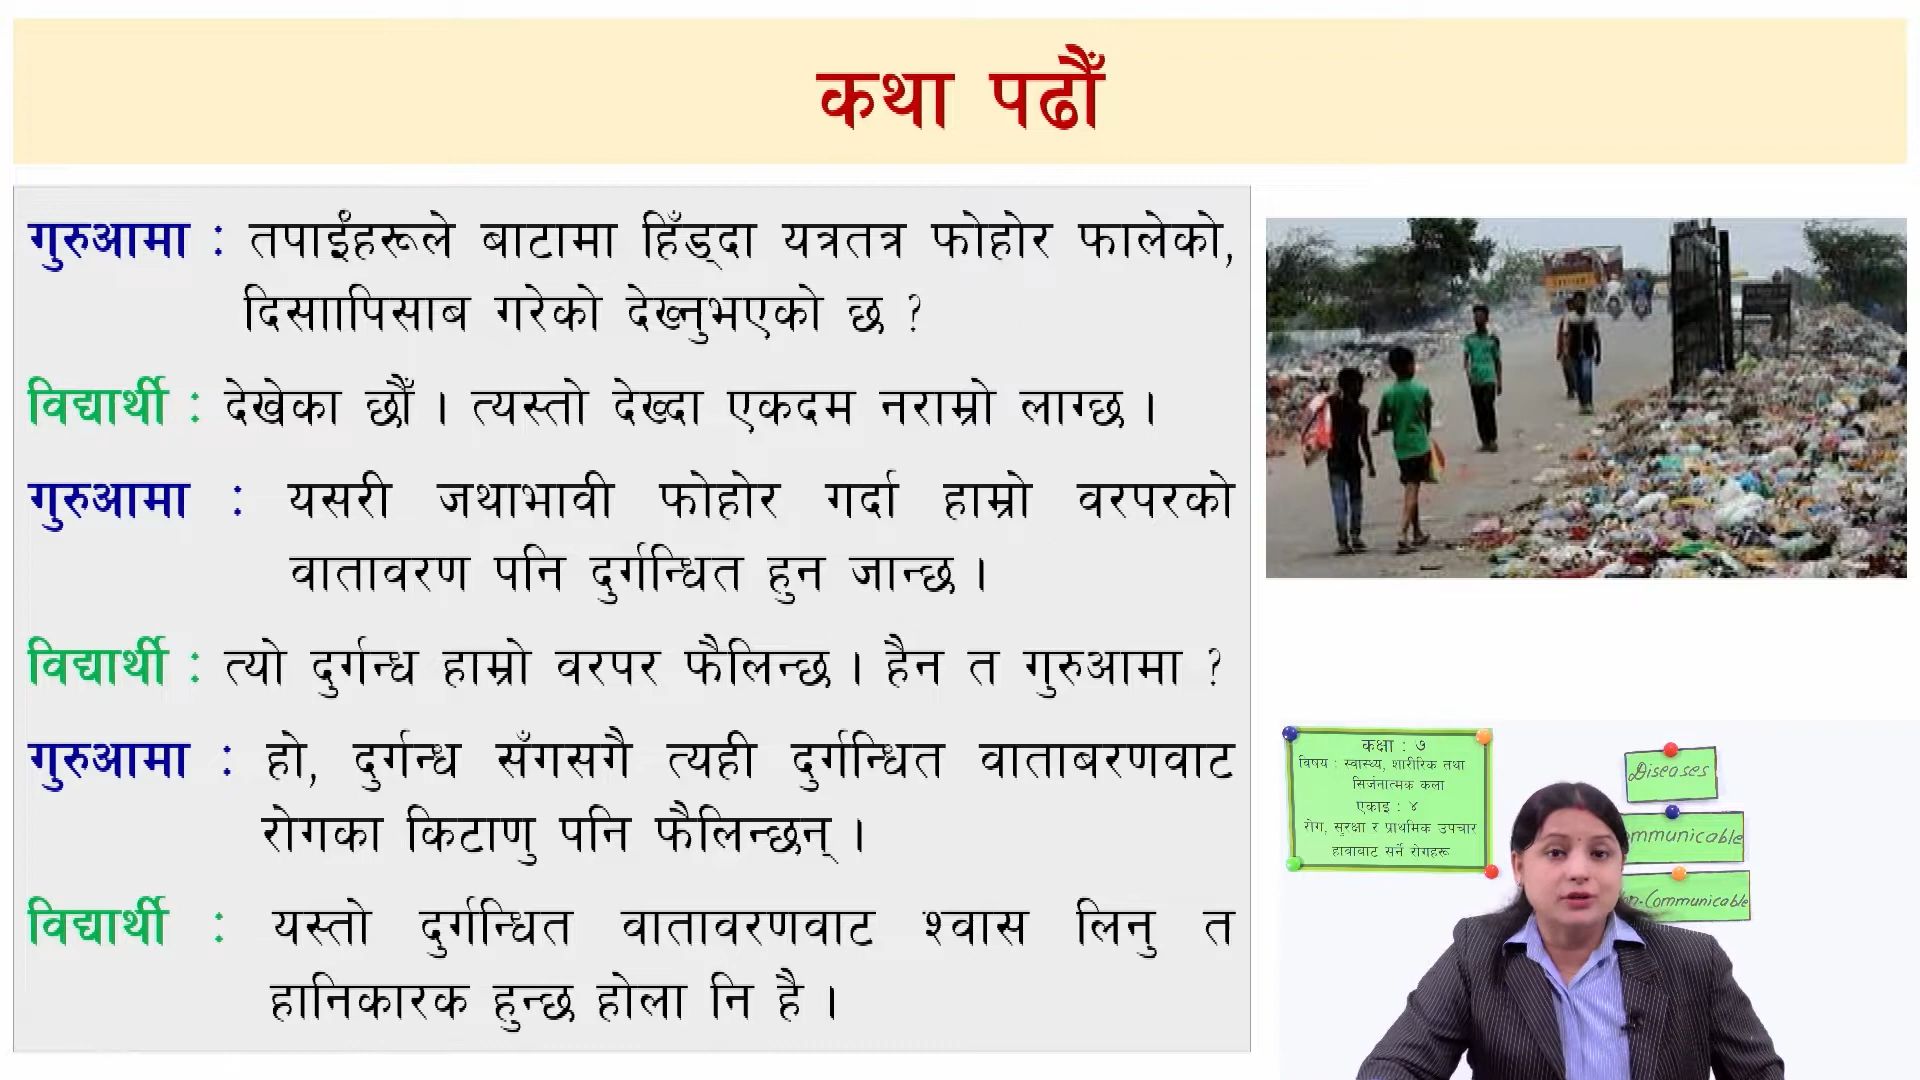 कथा पढौँ
गुरुआमा : तपाईंहरूले बाटामा हिँड्दा यत्रतत्र फोहोर फालेको,
दिसाापिसाब गरेको देख्नुभएको छ ?
विद्यार्थी : देखेका छौँ । त्यस्तो देख्दा एकदम नराम्रो लाग्छ ।
गुरुआमा : यसरी जथाभावी फोहोर गर्दा हाम्रो वरपरको
वातावरण पनि दुर्गन्धित हुन जान्छ ।
विद्यार्थी : त्यो दुर्गन्ध हाम्रो वरपर फैलिन्छ । हैन त गुरुआमा ?
गुरुआमा : हो, दुर्गन्ध सँगसगै त्यही दुर्गन्धित वाताबरणवाट
रोगका किटाणु पनि फैलिन्छन् ।
विद्यार्थी : यस्तो दुर्गन्धित वातावरणवाट श्वास लिनु त
हानिकारक हुन्छ होला नि है ।
कक्षा : ७
विषय : स्वास्थ्य, शारीरिक तथा
सिर्जनात्मक कला
एकाइ : ४
रोग, सुरक्षा र प्राथमिक उपचार
हावाबाट सर्ने रोगहरू
Diseases
mmunicable
n-Communicable